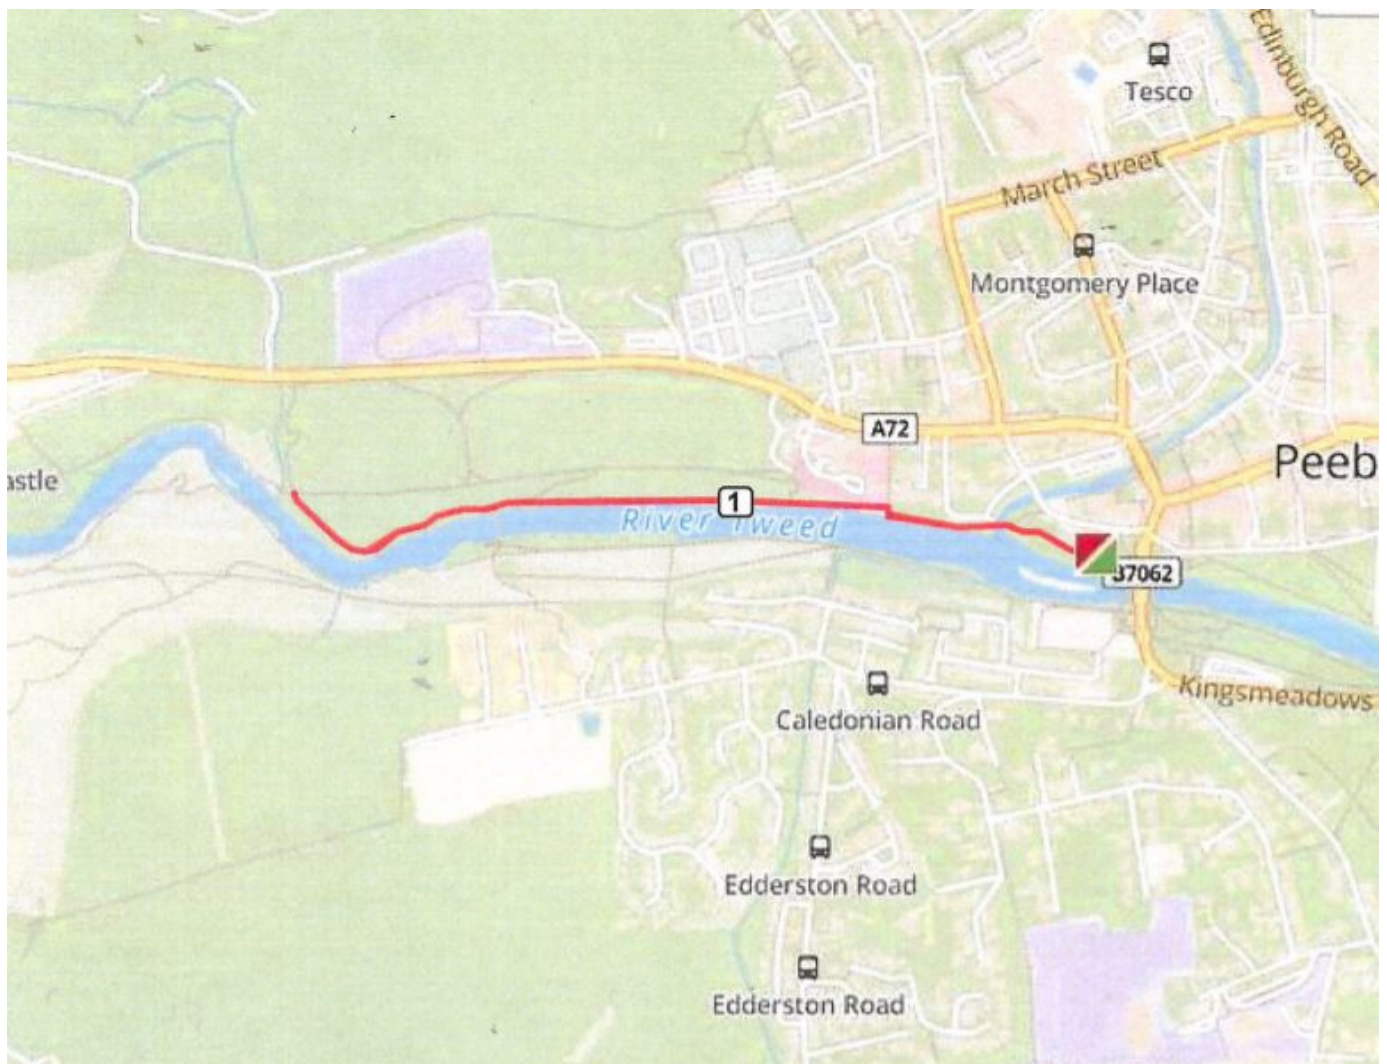 Edinburgh Road
Tesco
March Street
Montgomery Place
A72
Peeb
astle
1
River Tweed
B7062
Kingsmeadows
Caledonian Road
Edderston Road
Edderston Road